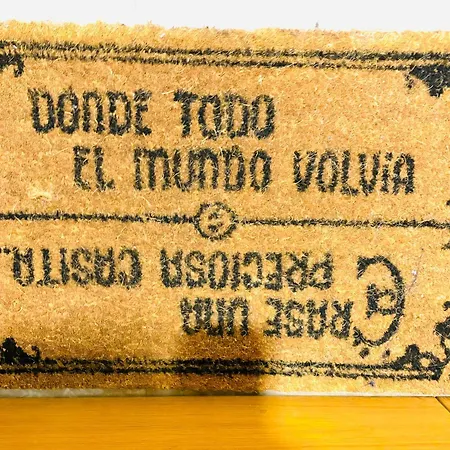 DONDE TODO
EL MUNDO VOLVIA
ERASE UNA
PRECIOSA CASITA...